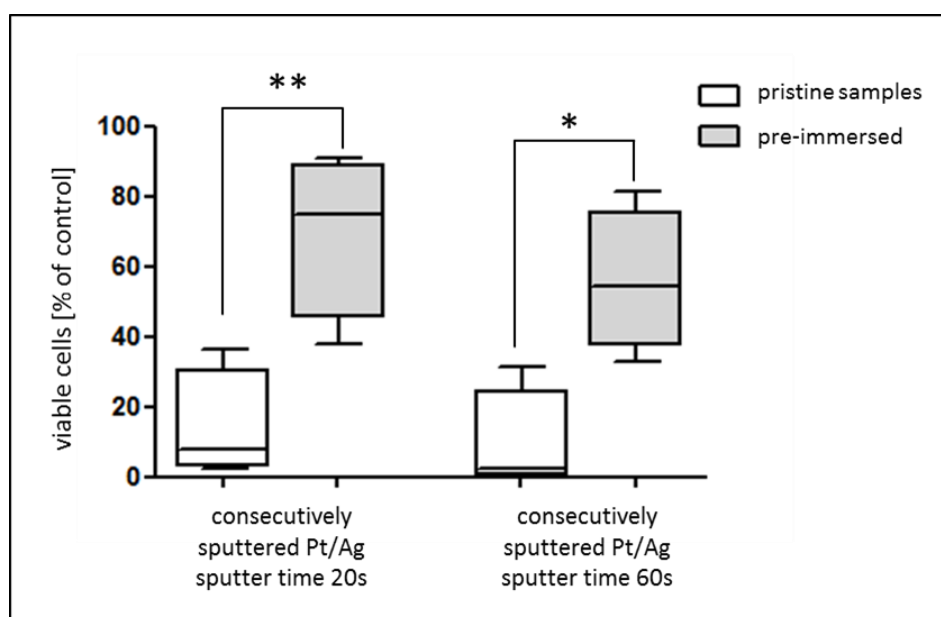 **
*
pristine samples
pre-immersed
viable cells [% of control]
100
80
60
40
20
0
consecutively
sputtered Pt/Ag
sputter time 20s
consecutively
sputtered Pt/Ag
sputter time 60s